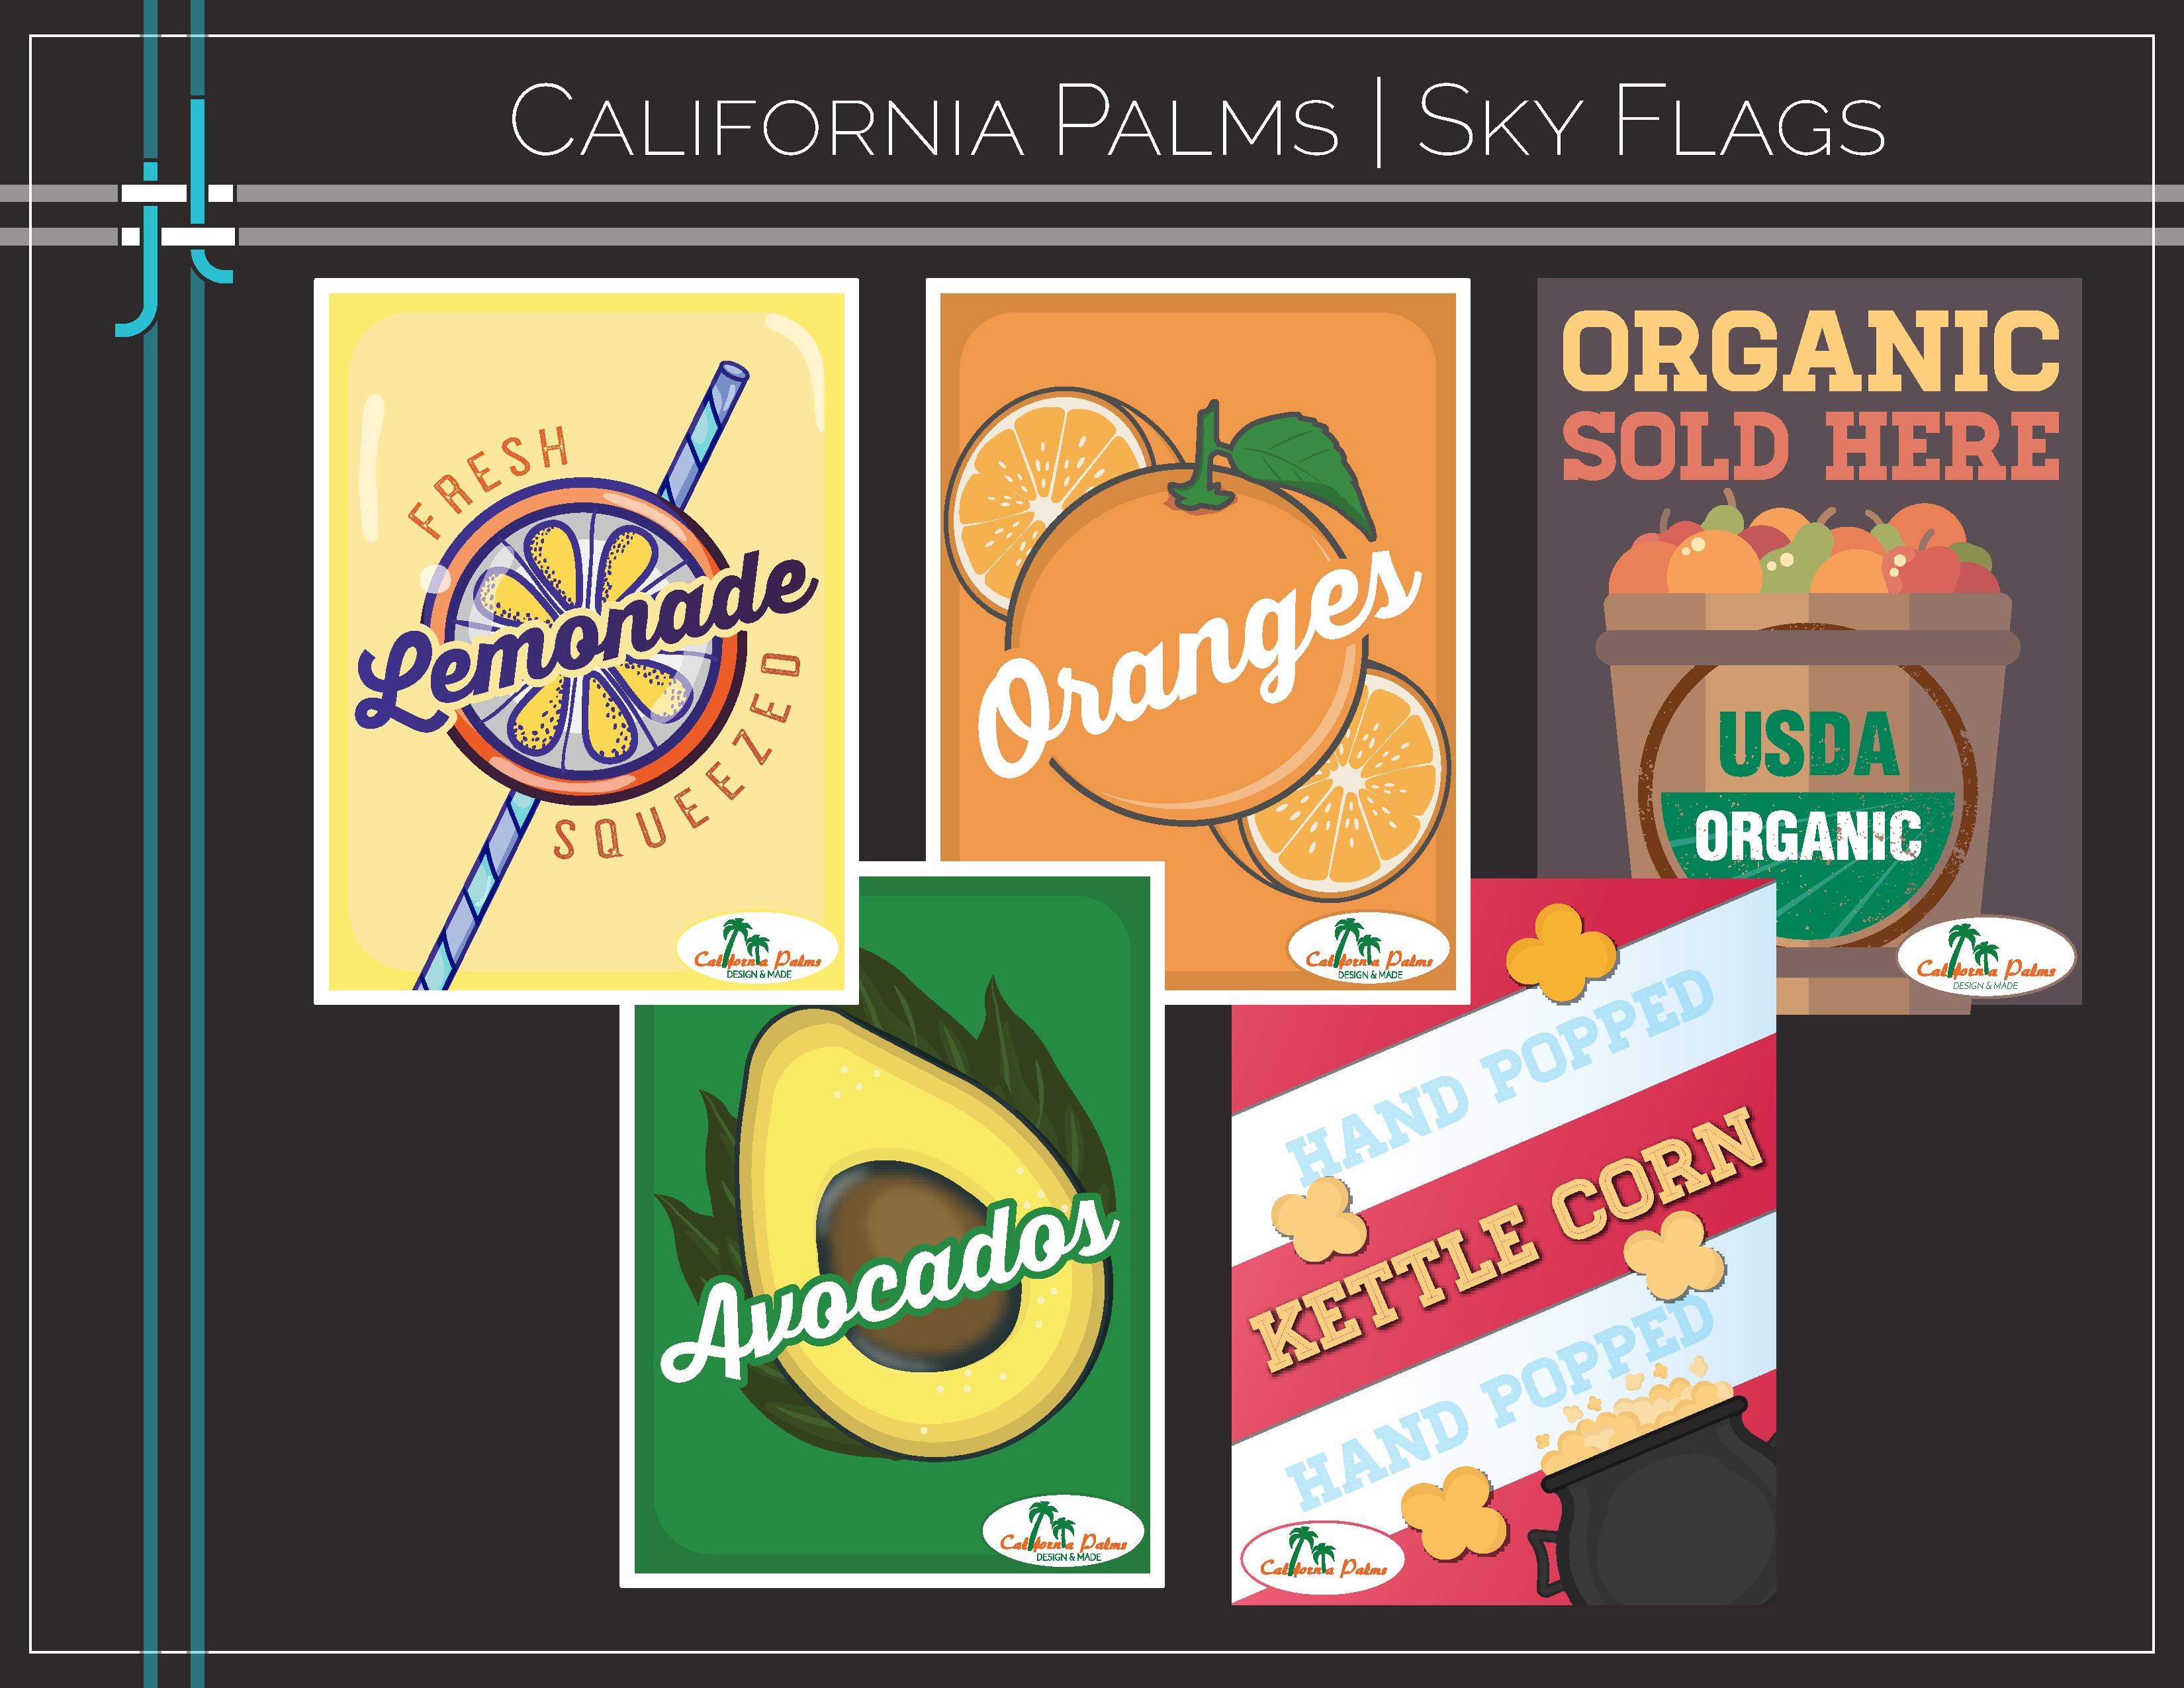 California Palms | Sky Flags
jt
FRESH
Lemonade
SQUEEZED
California Palms
DESIGN & MADE
Oranges
California Palms
DESIGN & MADE
ORGANIC
SOLD HERE
USDA
ORGANIC
California Palms
DESIGN & MADE
Avocados
California Palms
DESIGN & MADE
HAND POPPED
KETTLE CORN
HAND POPPED
California Palms